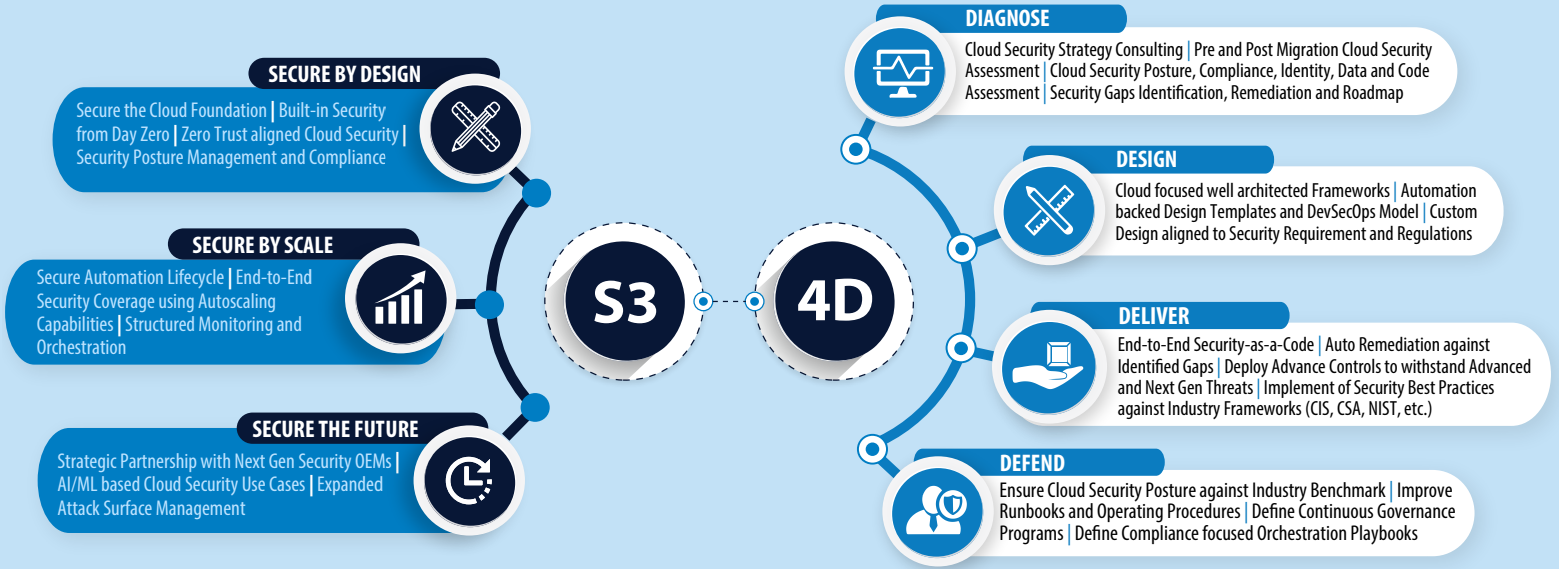 SECURE BY DESIGN
Secure the Cloud Foundation | Built-in Security
from Day Zero | Zero Trust aligned Cloud Security |
Security Posture Management and Compliance
SECURE BY SCALE
Secure Automation Lifecycle | End-to-End
Security Coverage using Autoscaling
Capabilities | Structured Monitoring and
Orchestration
SECURE THE FUTURE
Strategic Partnership with Next Gen Security OEMs |
AI/ML based Cloud Security Use Cases | Expanded
Attack Surface Management
S3
4D
DIAGNOSE
Cloud Security Strategy Consulting | Pre and Post Migration Cloud Security
Assessment | Cloud Security Posture, Compliance, Identity, Data and Code
Assessment | Security Gaps Identification, Remediation and Roadmap
DESIGN
Cloud focused well architected Frameworks | Automation
backed Design Templates and DevSecOps Model | Custom
Design aligned to Security Requirement and Regulations
DELIVER
End-to-End Security-as-a-Code | Auto Remediation against
Identified Gaps | Deploy Advance Controls to withstand Advanced
and Next Gen Threats | Implement of Security Best Practices
against Industry Frameworks (CIS, CSA, NIST, etc.)
DEFEND
Ensure Cloud Security Posture against Industry Benchmark | Improve
Runbooks and Operating Procedures | Define Continuous Governance
Programs | Define Compliance focused Orchestration Playbooks